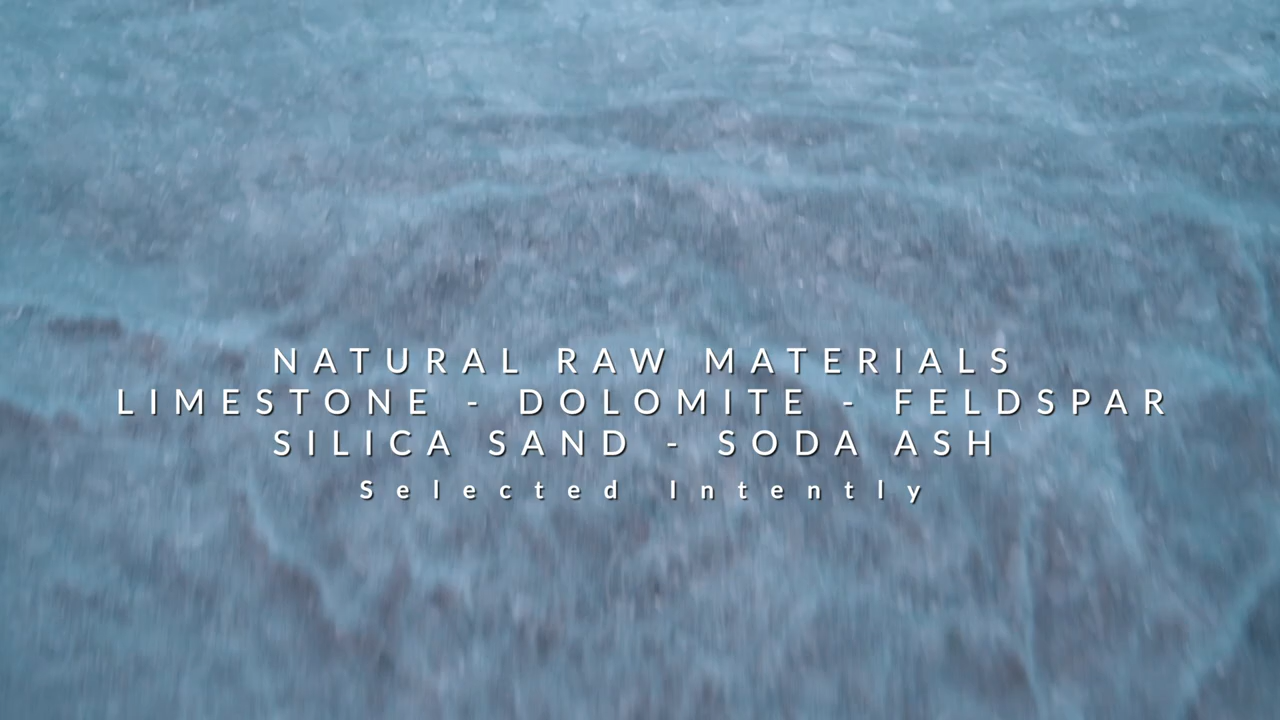 NATURAL RAW MATERIALS
LIMESTONE - DOLOMITE - FELDSPAR
SILICA SAND - SODA ASH
Selected Intently